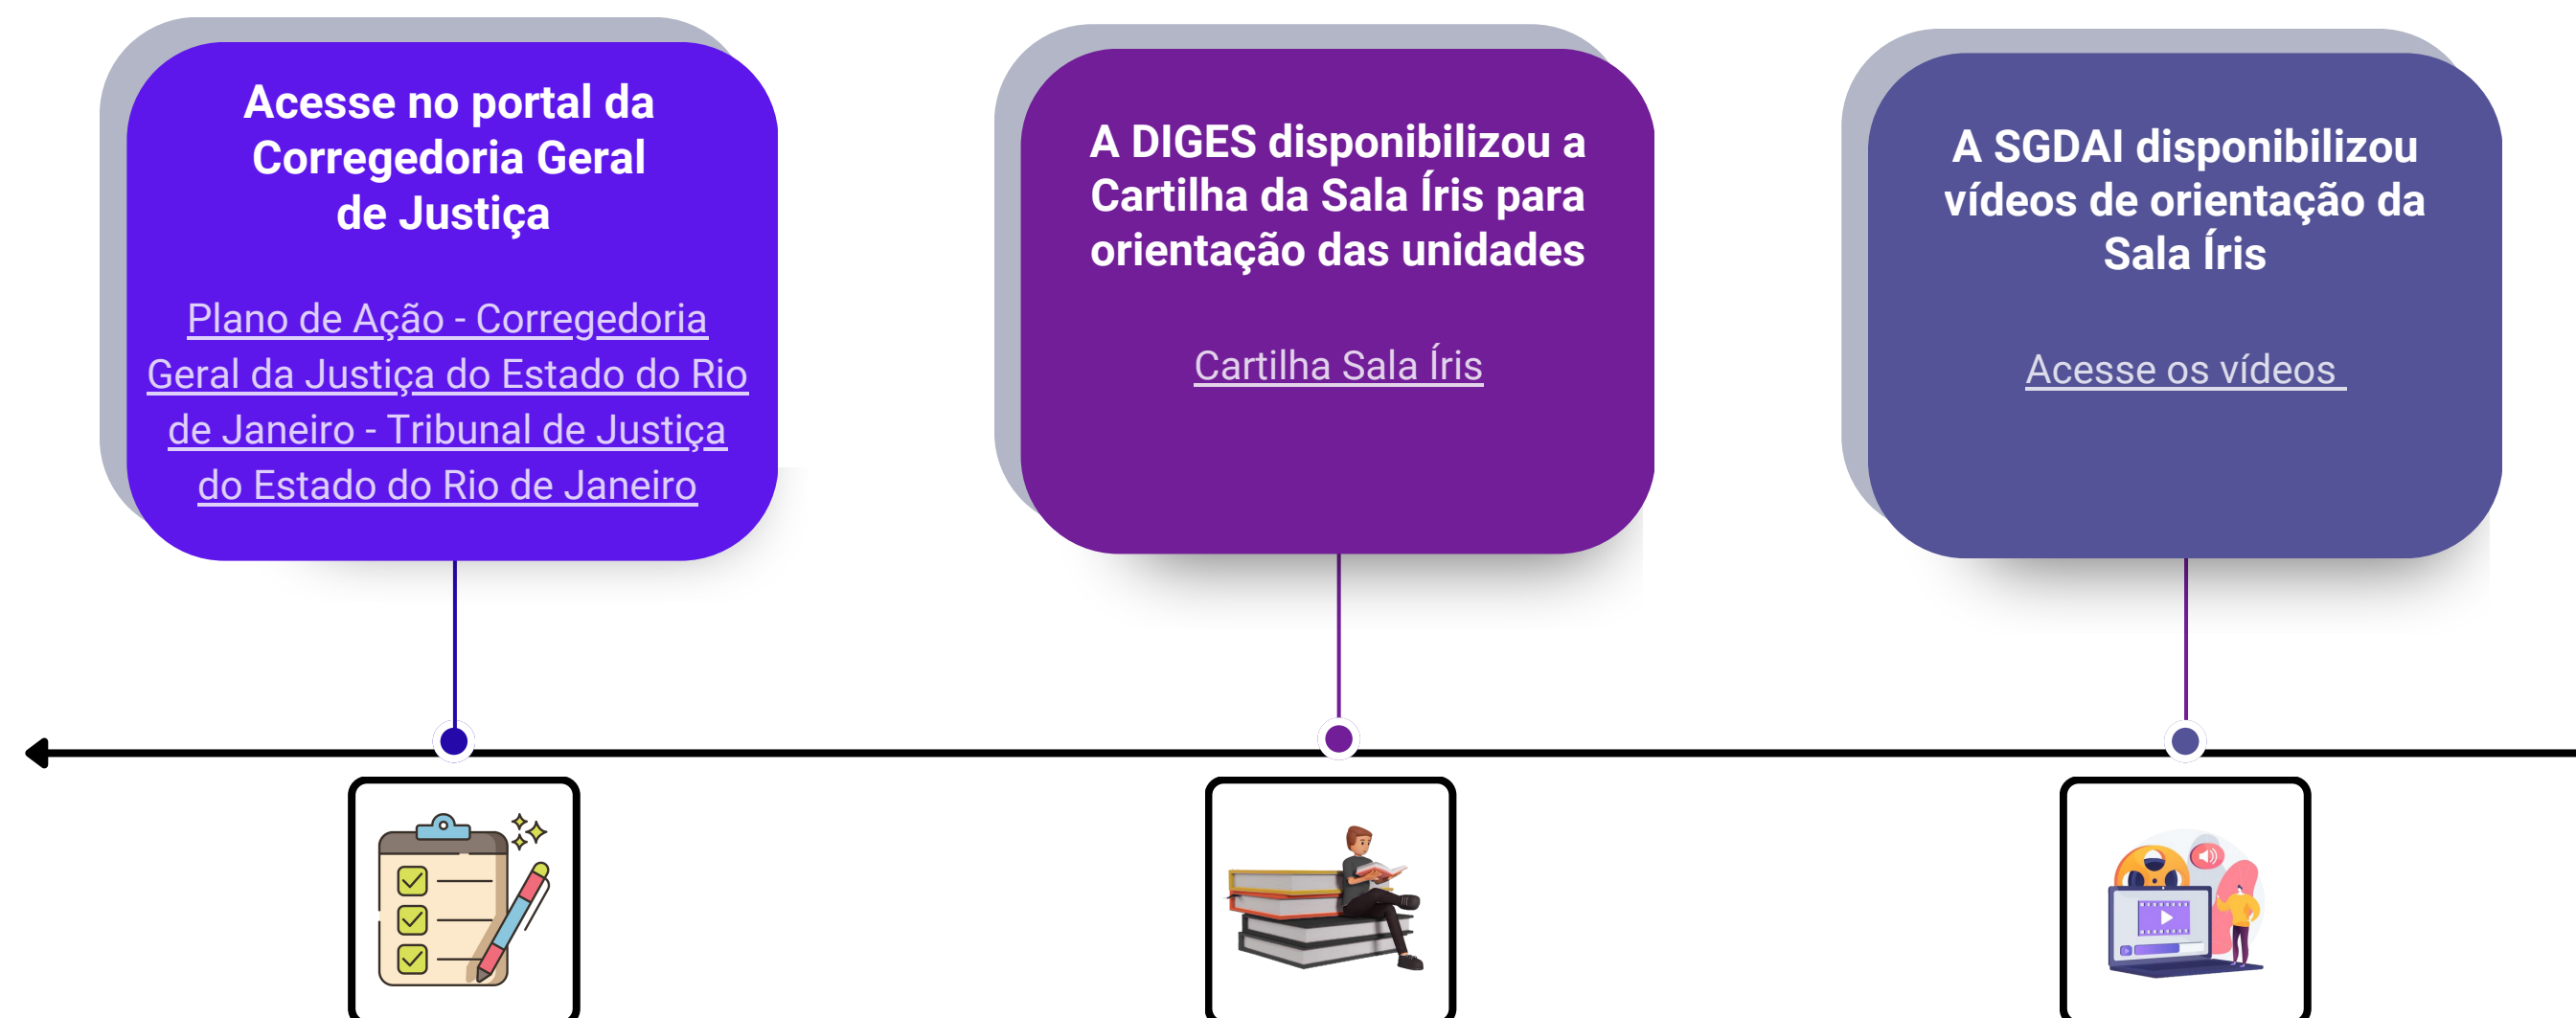 Acesse no portal da
Corregedoria Geral
de Justiça
Plano de Ação - Corregedoria
Geral da Justiça do Estado do Rio
de Janeiro - Tribunal de Justiça
do Estado do Rio de Janeiro
A DIGES disponibilizou a
Cartilha da Sala Íris para
orientação das unidades
Cartilha Sala Íris
A SGDAI disponibilizou
vídeos de orientação da
Sala Íris
Acesse os vídeos